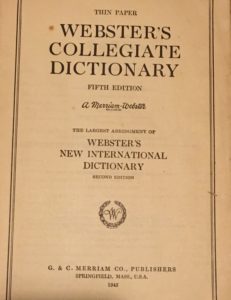 THIN PAPER
WEBSTER'S
COLLEGIATE
DICTIONARY
FIFTH EDITION
A Merriam-Webster
THE LARGEST ABRIDGMENT OF
WEBSTER'S
NEW INTERNATIONAL
DICTIONARY
SECOND EDITION
W
G. & C. MERRIAM CO., PUBLISHERS
SPRINGFIELD, MASS., U.S.A.